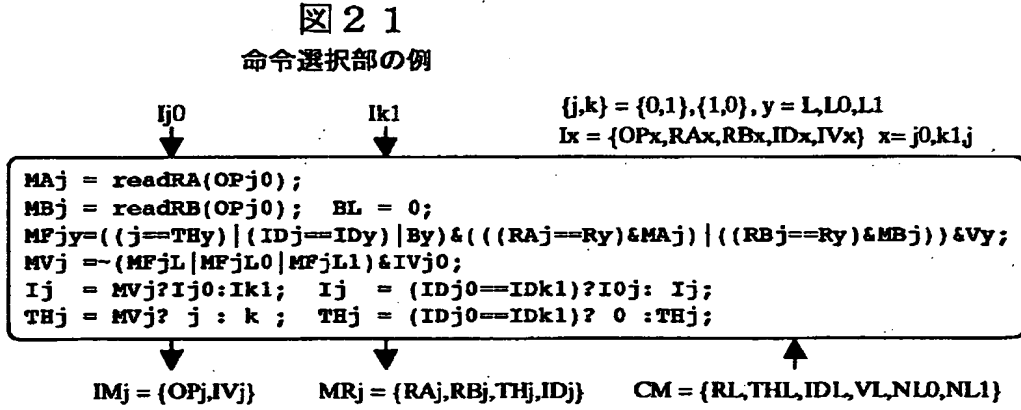 図２１
命令選択部の例
Ij0 Ik1 {j,k} = {0,1},{1,0}, y = L,L0,L1
Ix = {OPx,RAx,RBx,IDx,IVx} x= j0,k1,j
MAj = readRA(OPj0);
MBj = readRB(OPj0); BL = 0;
MFjy=((j==THy)|(IDj==IDy)|By)&(((RAj==Ry)&MAj)|((RBj==Ry)&MBj))&Vy;
MVj =~(MFjL|MFjL0|MFjL1)&IVj0;
Ij = MVj?Ij0:Ik1; Ij = (IDj0==IDk1)?I0j: Ij;
THj = MVj? j : k ; THj = (IDj0==IDk1)? 0 :THj;
IMj = {OPj,IVj} MRj = {RAj,RBj,THj,IDj} CM = {RL,THL,IDL,VL,NL0,NL1}